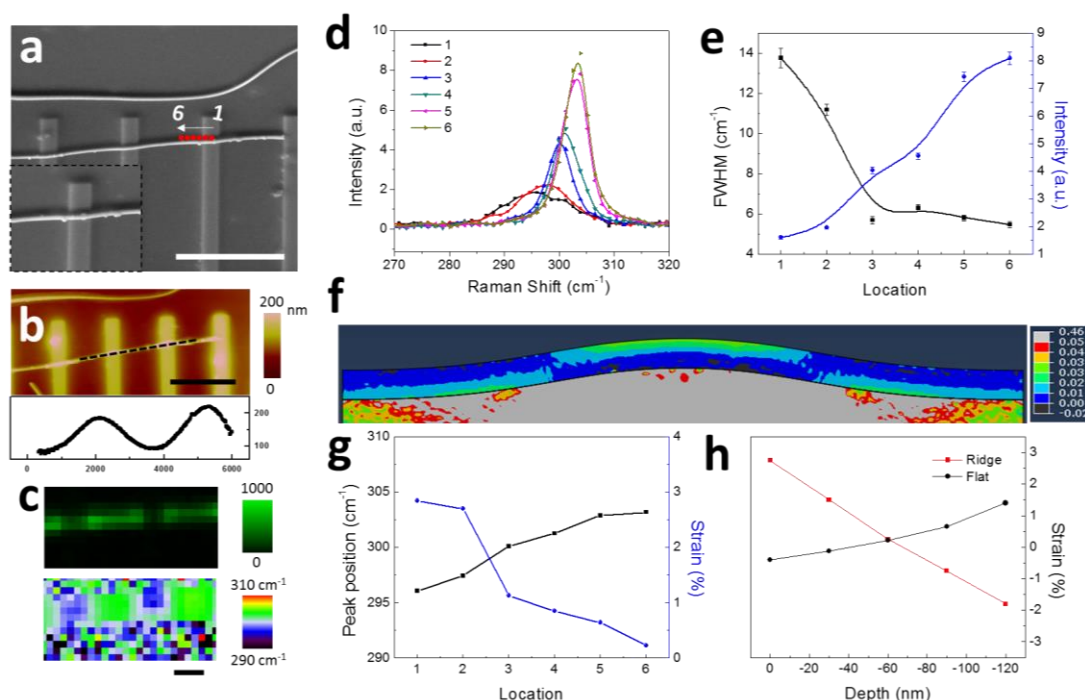 a
6 1
b
200
nm
0
200
100
0 2000 4000 6000
c
1000
0
310 cm-1
290 cm-1
d
Intensity (a.u.)
10
8
6
4
2
0
270 280 290 300 310 320
Raman Shift (cm-1)
1
2
3
4
5
6
e
FWHM (cm-1)
14
12
10
8
6
4
1 2 3 4 5 6
Location
9
8
7
6
5
4
3
2
1
Intensity (a.u.)
f
0.46
0.05
0.04
0.03
0.02
0.01
0.00
-0.02
g
Peak position (cm-1)
310
305
300
295
290
1 2 3 4 5 6
Location
4
3
2
1
0
Strain (%)
h
Ridge
Flat
3
2
1
0
-1
-2
-3
Strain (%)
0 -20 -40 -60 -80 -100 -120
Depth (nm)